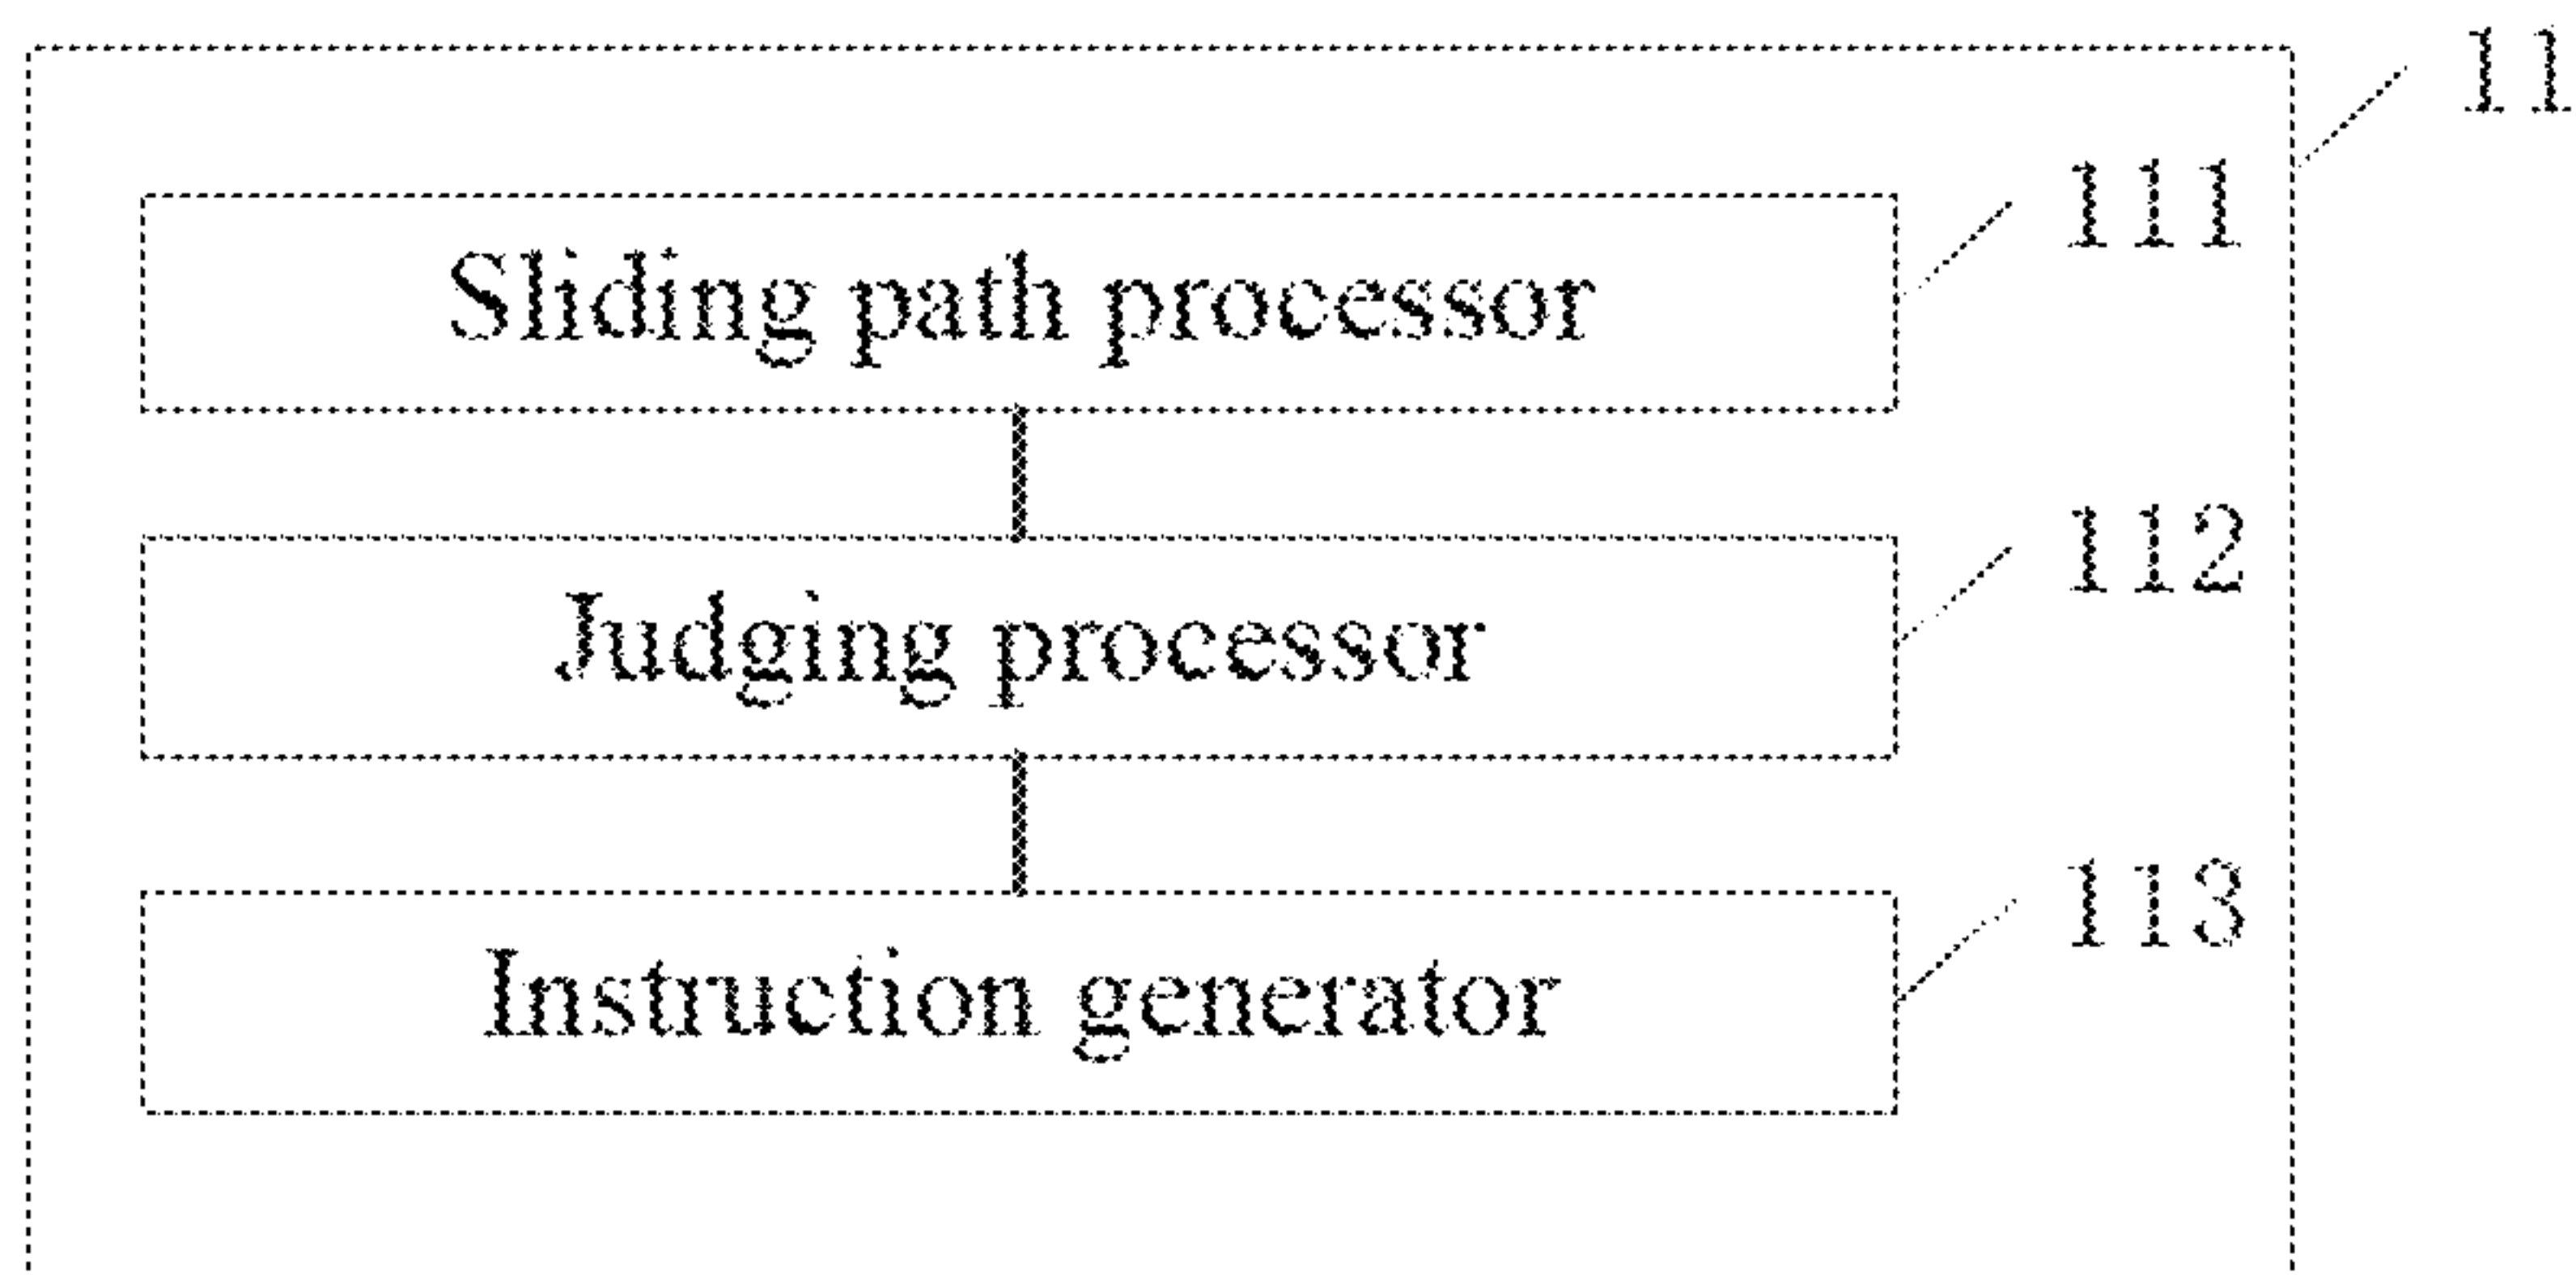 11
111
Sliding path processor
112
Judging processor
113
Instruction generator